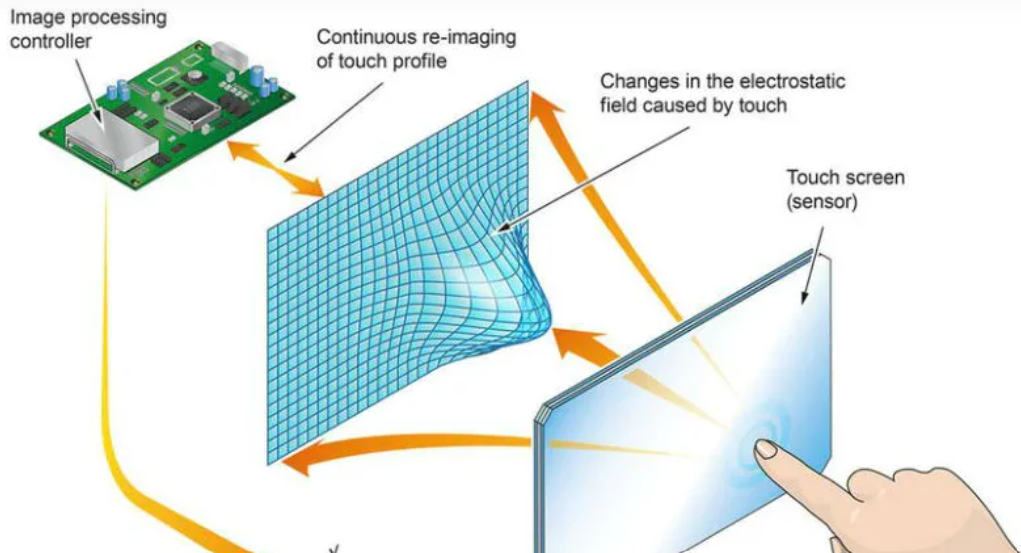 Image processing
controller
Continuous re-imaging
of touch profile
Changes in the electrostatic
field caused by touch
Touch screen
(sensor)